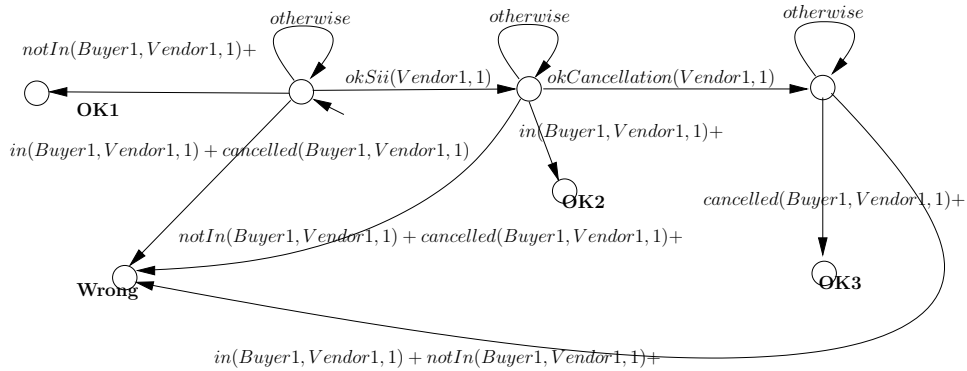 otherwise
otherwise
otherwise
notIn(Buyer1, Vendor1, 1)+
okSii(Vendor1, 1)
okCancellation(Vendor1, 1)
OK1
in(Buyer1, Vendor1, 1)+
in(Buyer1, Vendor1, 1) + cancelled(Buyer1, Vendor1, 1)
OK2
cancelled(Buyer1, Vendor1, 1)+
notIn(Buyer1, Vendor1, 1) + cancelled(Buyer1, Vendor1, 1)+
Wrong
OK3
in(Buyer1, Vendor1, 1) + notIn(Buyer1, Vendor1, 1)+